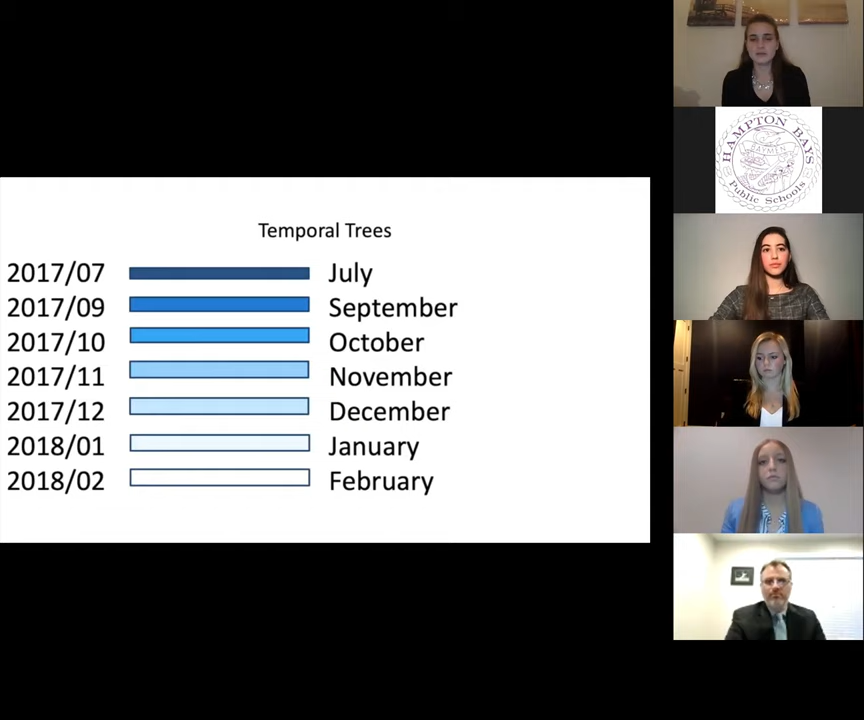 Temporal Trees
2017/07 July
2017/09 September
2017/10 October
2017/11 November
2017/12 December
2018/01 January
2018/02 February
HAMPTON BAYS
BAYMEN
Public Schools